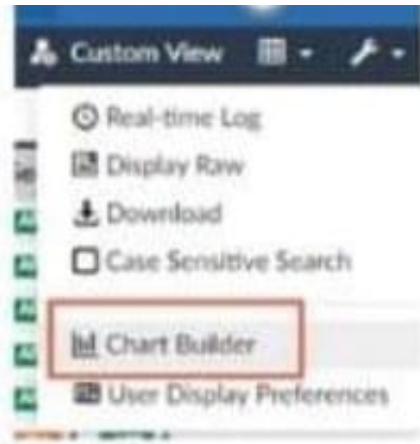 Custom View
Real-time Log
Display Raw
Download
Case Sensitive Search
Chart Builder
User Display Preferences